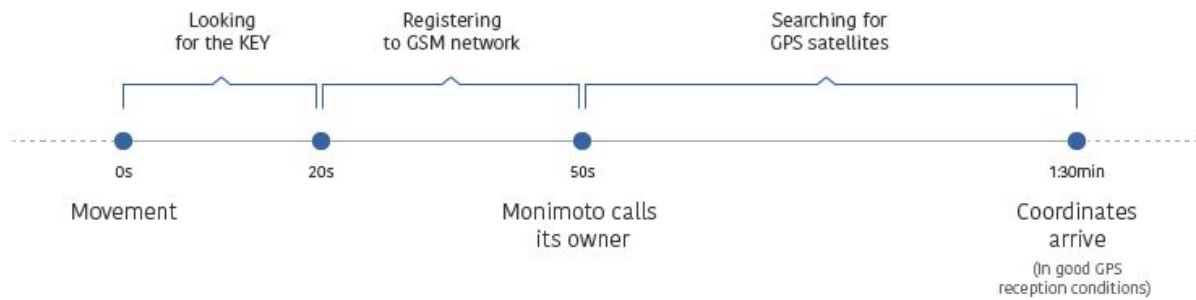 Looking
for the KEY
Registering
to GSM network
Searching for
GPS satellites
0s
20s
50s
1:30min
Movement
Monimoto calls
its owner
Coordinates
arrive
(In good GPS
reception conditions)